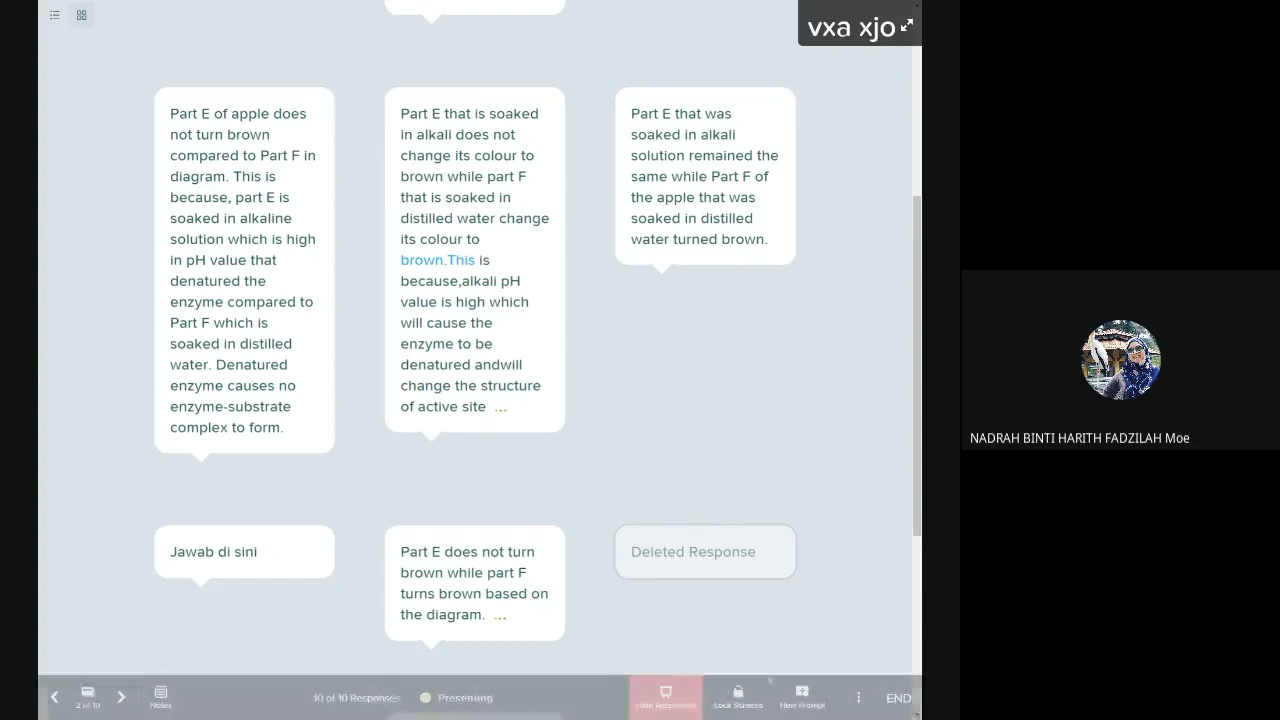 vxa xjo
Part E of apple does
not turn brown
compared to Part F in
diagram. This is
because, part E is
soaked in alkaline
solution which is high
in pH value that
denatured the
enzyme compared to
Part F which is
soaked in distilled
water. Denatured
enzyme causes no
enzyme-substrate
complex to form.
Part E that is soaked
in alkali does not
change its colour to
brown while part F
that is soaked in
distilled water change
its colour to
brown.This is
because,alkali pH
value is high which
will cause the
enzyme to be
denatured andwill
change the structure
of active site ...
Part E that was
soaked in alkali
solution remained the
same while Part F of
the apple that was
soaked in distilled
water turned brown.
Jawab di sini
Part E does not turn
brown while part F
turns brown based on
the diagram. ...
Deleted Response
NADRAH BINTI HARITH FADZILAH Moe
2 of 19
Notes
10 of 10 Responses
Presenting
Hide Responses
Lock Screens
New Prompt
END